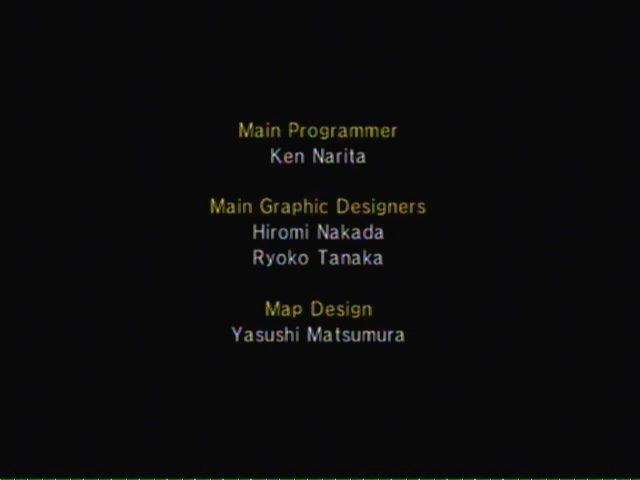 Main Programmer
Ken Narita
Main Graphic Designers
Hiromi Nakada
Ryoko Tanaka
Map Design
Yasushi Matsumura